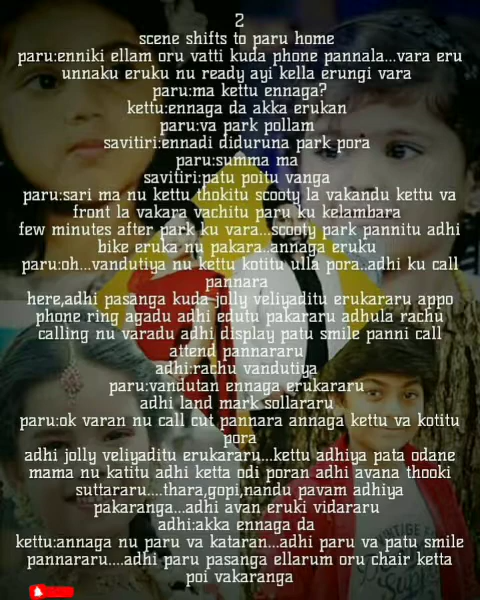 2
scene shifts to paru home
paru:enniki ellam oru vatti kuda phone pannala...vara eru
unnaku eruku nu ready ayi kella erungi vara
paru:ma kettu ennaga?
kettu:ennaga da akka erukan
paru:va park pollam
savitiri:ennadi diduruna park pora
paru:summa ma
savitiri:patu poitu vanga
paru:sari ma nu kettu thokitu scooty la vakandu kettu va
front la vakara vachitu paru ku kelambara
few minutes after park ku vara...scooty park pannitu adhi
bike eruka nu pakara..annaga eruku
paru:oh...vandutiya nu kettu kotitu ulla pora..adhi ku call
pannara
here,adhi pasanga kuda jolly veliyaditu erukararu appo
phone ring agadu adhi edutu pakararu adhula rachu
calling nu varadu adhi display patu smile panni call
attend pannararu
adhi:rachu vandutiya
paru:vandutan ennaga erukararu
adhi land mark sollararu
paru:ok varan nu call cut pannara annaga kettu va kotitu
pora
adhi jolly veliyaditu erukararu...kettu adhiya pata odane
mama nu katitu adhi ketta odi poran adhi avana thooki
suttararu....thara,gopi,nandu pavam adhiya
pakaranga...adhi avan eruki vidararu
adhi:akka ennaga da
kettu:annaga nu paru va kataran...adhi paru va patu smile
pannararu....adhi paru pasanga ellarum oru chair ketta
poi vakaranga